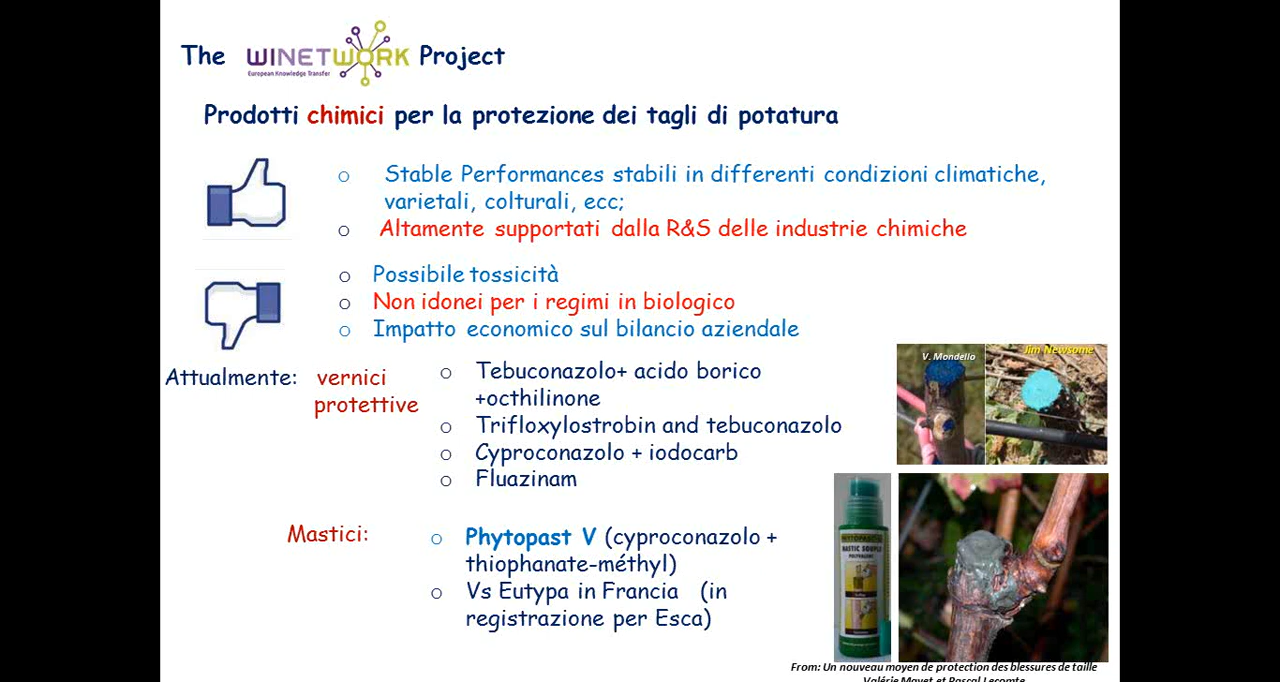 The WINETWORK Project
European Knowledge Transfer
Prodotti chimici per la protezione dei tagli di potatura
o Stable Performances stabili in differenti condizioni climatiche,
varietali, colturali, ecc;
o Altamente supportati dalla R&S delle industrie chimiche
o Possibile tossicità
o Non idonei per i regimi in biologico
o Impatto economico sul bilancio aziendale
Attualmente: vernici
protettive
o Tebuconazolo+ acido borico
+octhilinone
o Trifloxylostrobin and tebuconazolo
o Cyproconazolo + iodocarb
o Fluazinam
V. Mondello
Jim Newsome
Mastici:
o Phytopast V (cyproconazolo +
thiophanate-méthyl)
o Vs Eutypa in Francia (in
registrazione per Esca)
MASTIC SOUPLE
From: Un nouveau moyen de protection des blessures de taille
Valérie Mayet et Pascal Lecomte